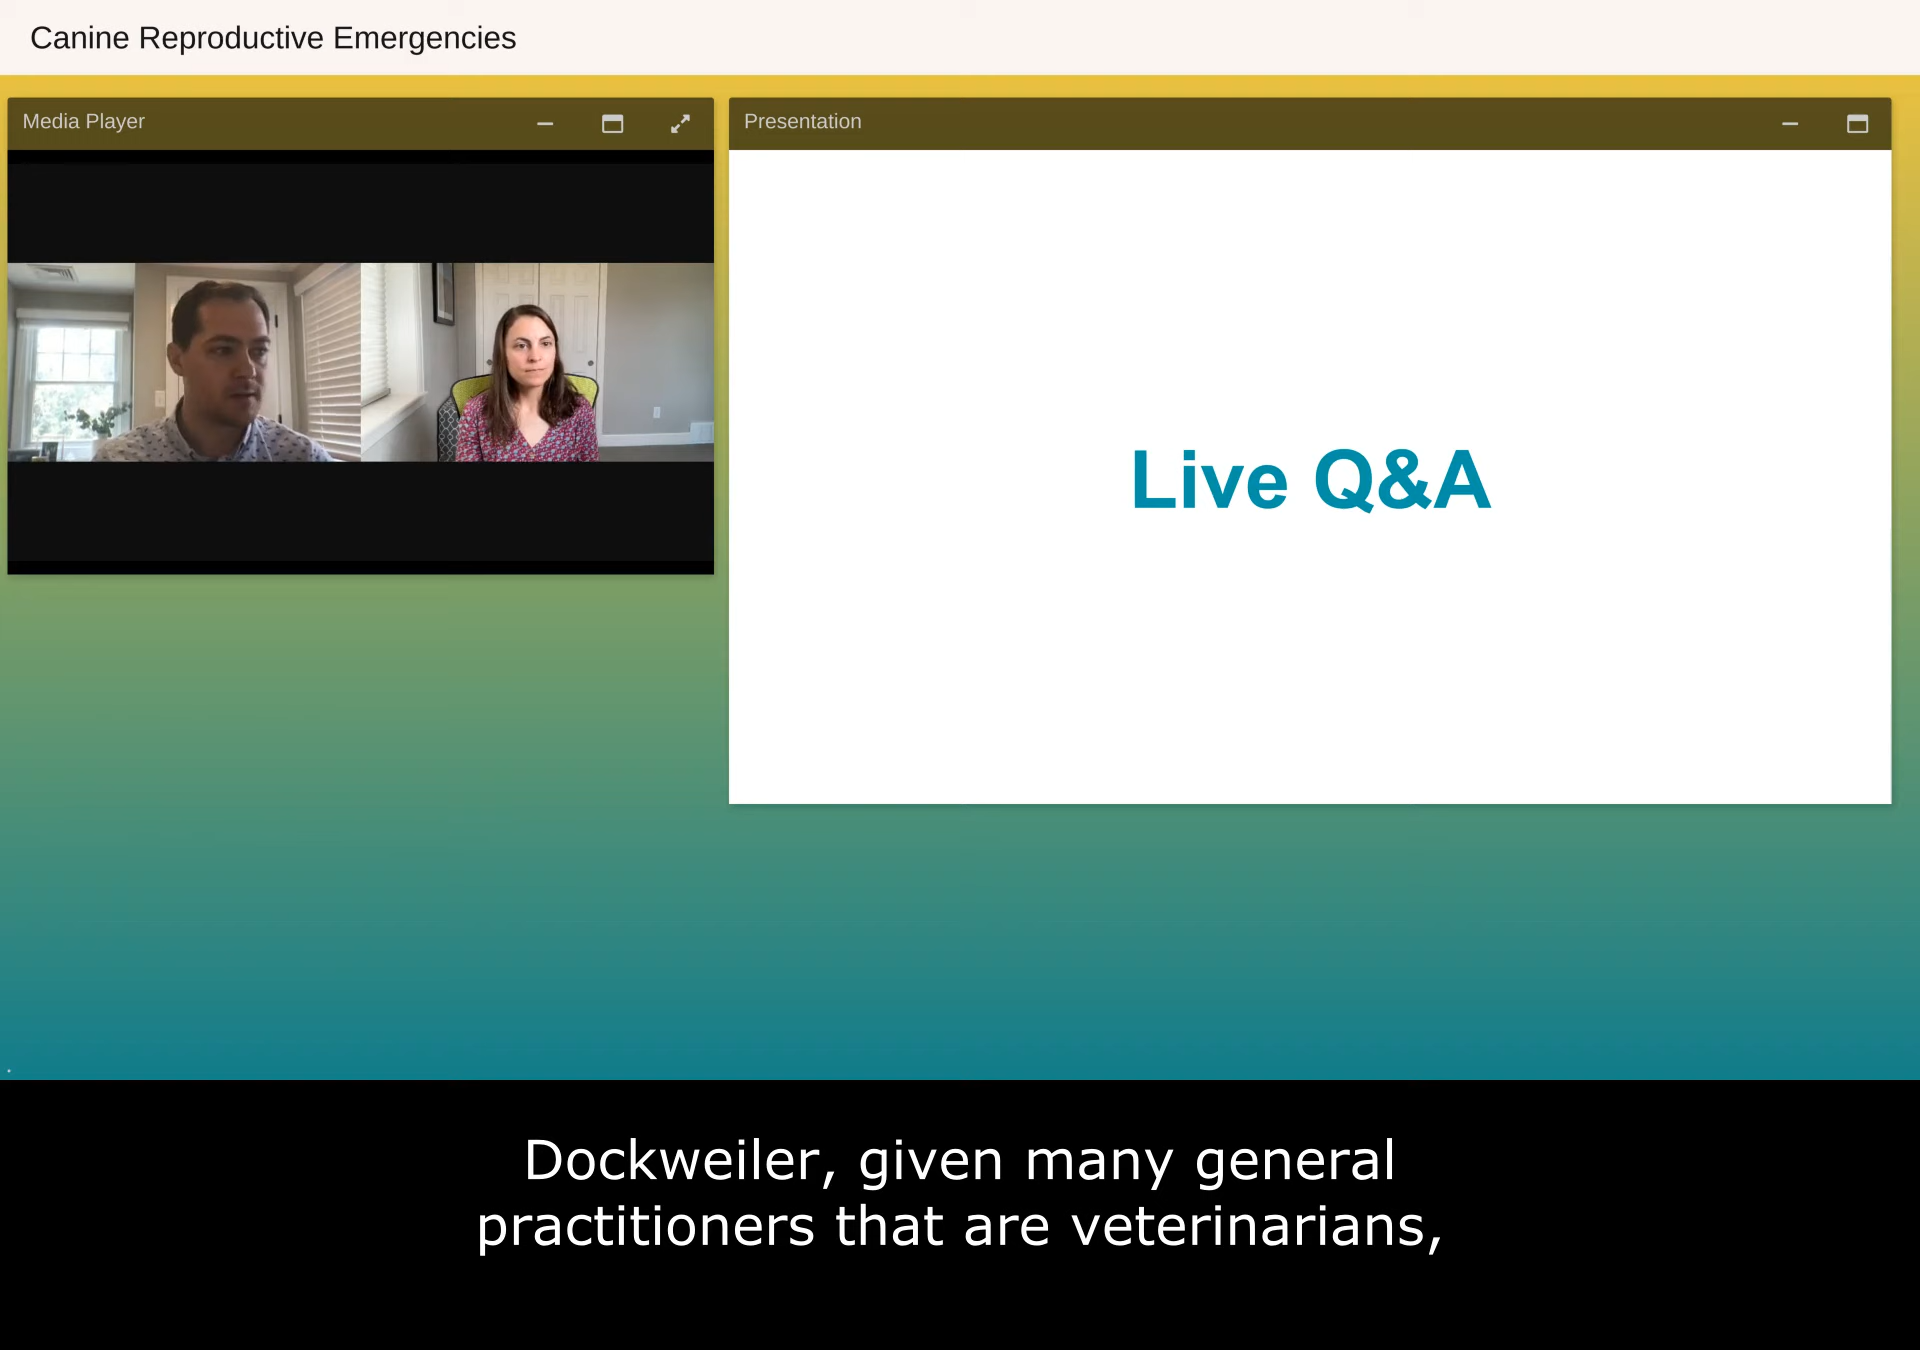 Canine Reproductive Emergencies
Media Player
Presentation
Live Q&A
Dockweiler, given many general
practitioners that are veterinarians,